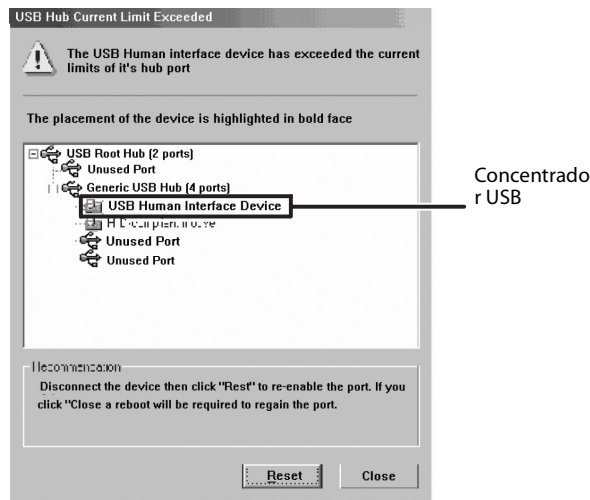 USB Hub Current Limit Exceeded
The USB Human interface device has exceeded the current
limits of it's hub port
The placement of the device is highlighted in bold face
USB Root Hub (2 ports)
Unused Port
Generic USB Hub (4 ports)
USB Human Interface Device
Unused Port
Unused Port
Concentrado
r USB
Recommencation
Disconnect the device then click "Rest" to re-enable the port. If you
click "Close a reboot will be required to regain the port.
Reset
Close